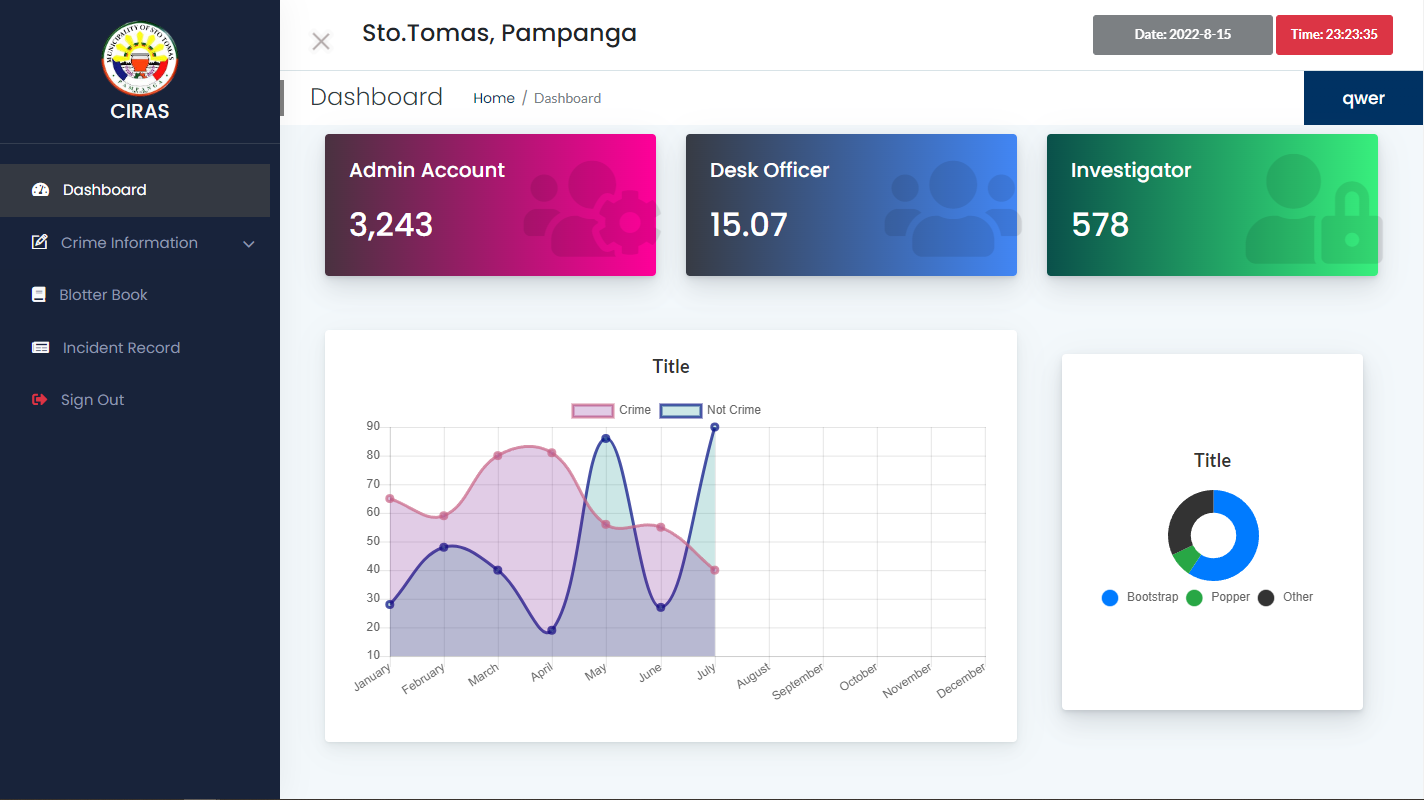 MUNICIPALITY OF STO TOMAS
PAMPANGA
CIRAS
Dashboard
Crime Information
Blotter Book
Incident Record
Sign Out
Sto.Tomas, Pampanga
Date: 2022-8-15
Time: 23:23:35
Dashboard
Home / Dashboard
qwer
Admin Account
3,243
Desk Officer
15.07
Investigator
578
Title
Crime Not Crime
90
80
70
60
50
40
30
20
10
January February March April May June July August September October November December
Title
Bootstrap Popper Other